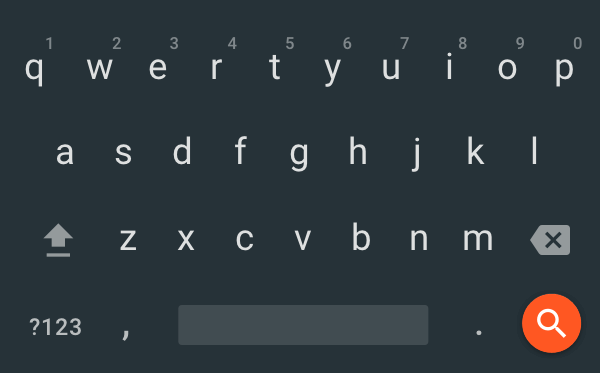 1 2 3 4 5 6 7 8 9 0
q w e r t y u i o p
a s d f g h j k l
z x c v b n m
?123 , .